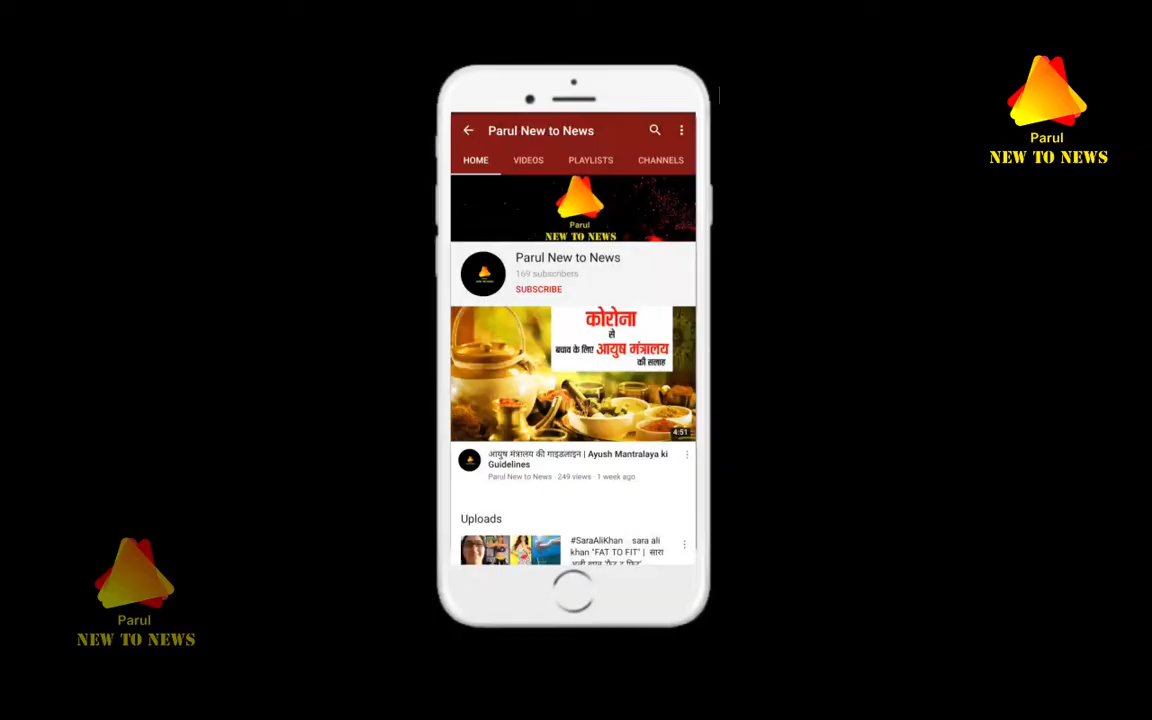 Parul New to News
HOME VIDEOS PLAYLISTS CHANNELS
Parul
NEW TO NEWS
Parul New to News
169 subscribers
SUBSCRIBE
कोरोना
से
बचाव के लिए आयुष मंत्रालय
की सलाह
4:51
आयुष मंत्रालय की गाइडलाइन | Ayush Mantralaya ki
Guidelines
Parul New to News · 249 views · 1 week ago
Uploads
#SaraAliKhan sara ali
khan "FAT TO FIT" | सारा
Parul
NEW TO NEWS
Parul
NEW TO NEWS